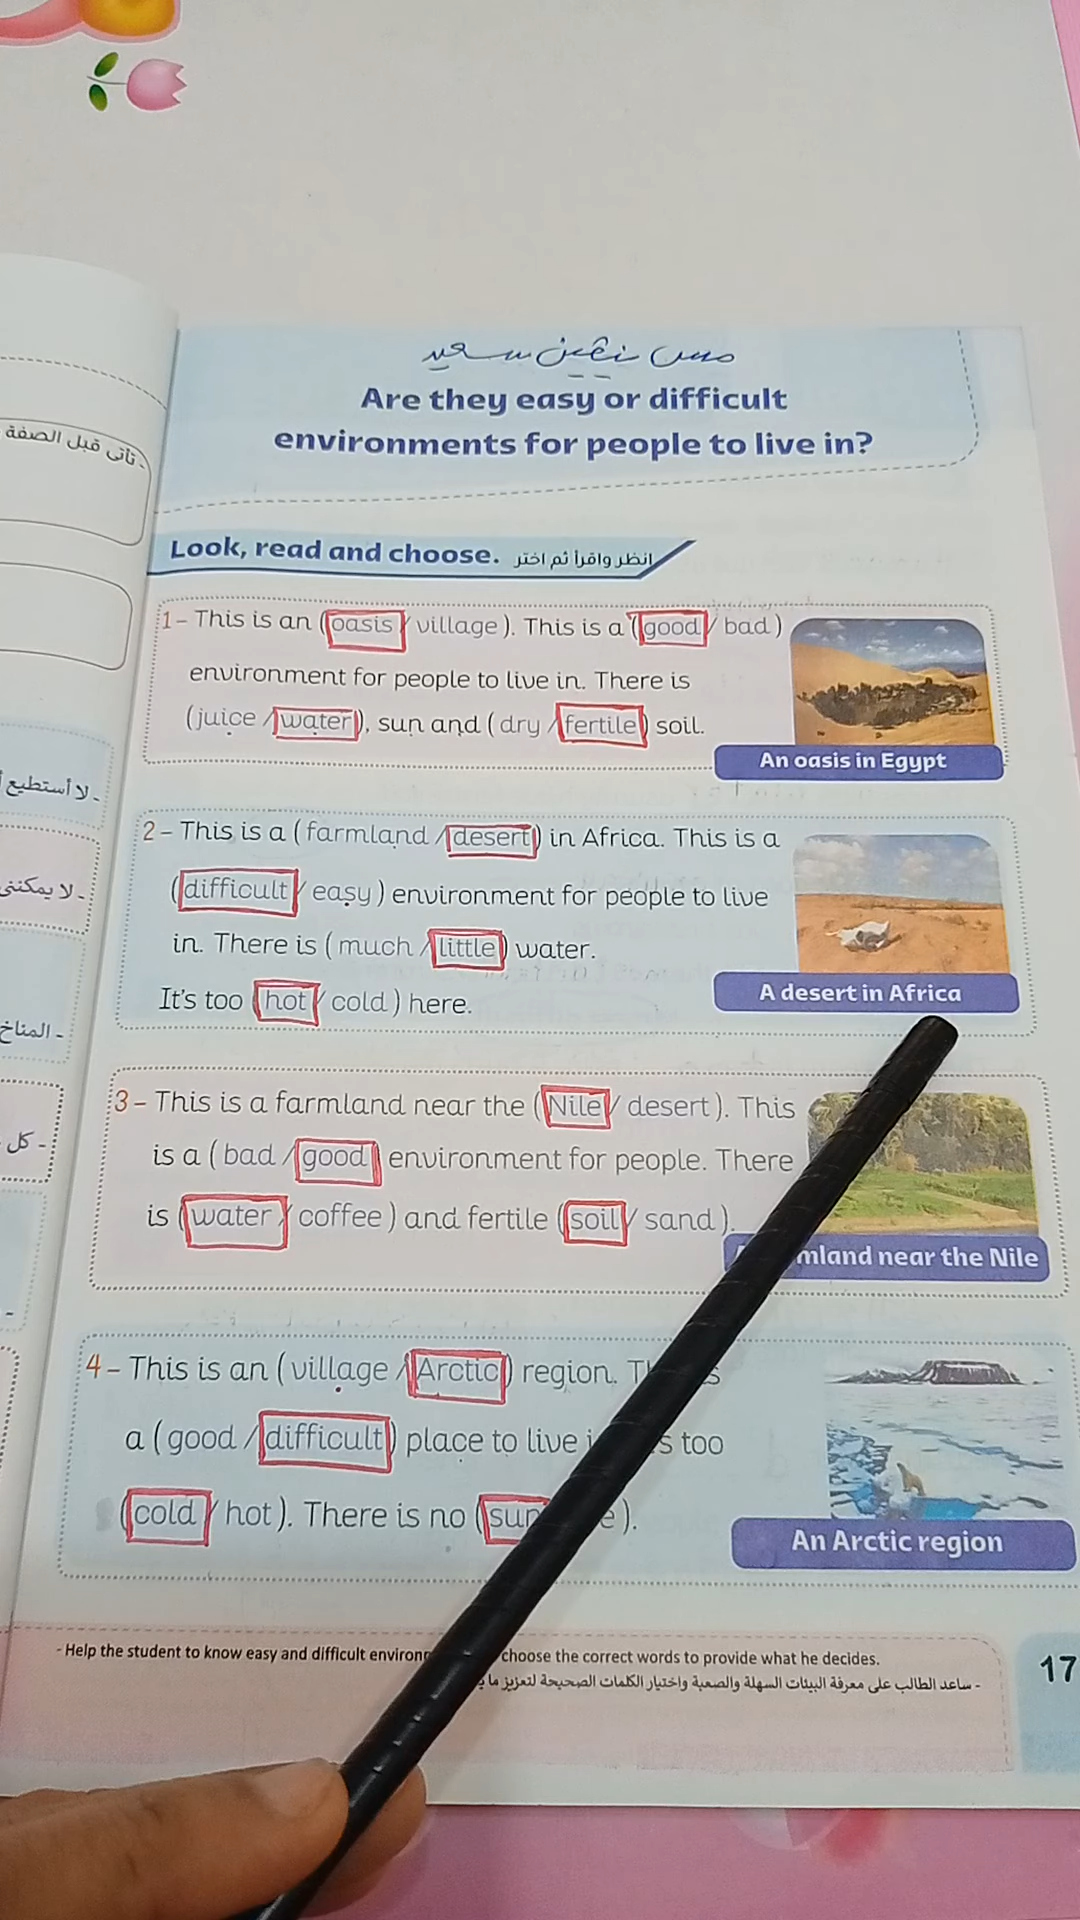 مس نيفين سعيد
Are they easy or difficult
environments for people to live in?
Look, read and choose. انظر واقرأ ثم اختر
1- This is an (oasis / village). This is a (good / bad)
environment for people to live in. There is
(juice / water), sun and (dry / fertile) soil.
An oasis in Egypt
2- This is a (farmland / desert) in Africa. This is a
(difficult / easy) environment for people to live
in. There is (much / little) water.
It's too (hot / cold) here.
A desert in Africa
3- This is a farmland near the (Nile / desert). This
is a (bad / good) environment for people. There
is (water / coffee) and fertile (soil / sand).
near the Nile
4- This is an (village / Arctic) region.
a (good / difficult) place to live too
(cold / hot). There is no
An Arctic region
- Help the student to know easy and difficult choose the correct words to provide what he decides.
- ساعد الطالب على معرفة البيئات السهلة والصعبة واختيار الكلمات الصحيحة لتعزيز
17
- تأتى قبل الصفة
- لا أستطيع
- لا يمكننى
- المناخ
- كل